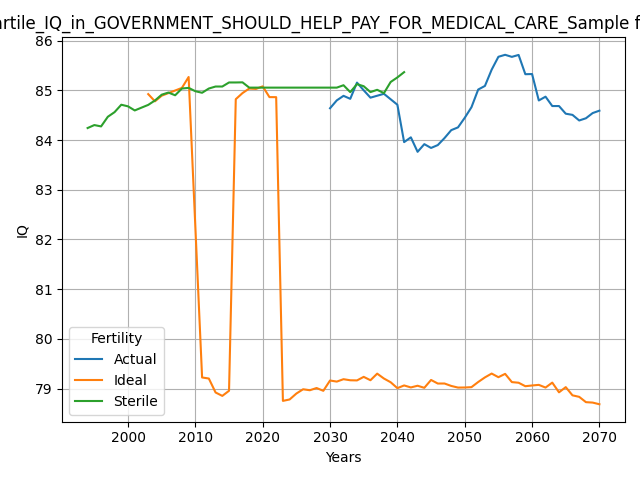 artile_IQ_in_GOVERNMENT_SHOULD_HELP_PAY_FOR_MEDICAL_CARE_Sample f
86
85
84
83
82
81
80
79
IQ
Fertility
Actual
Ideal
Sterile
2000 2010 2020 2030 2040 2050 2060 2070
Years